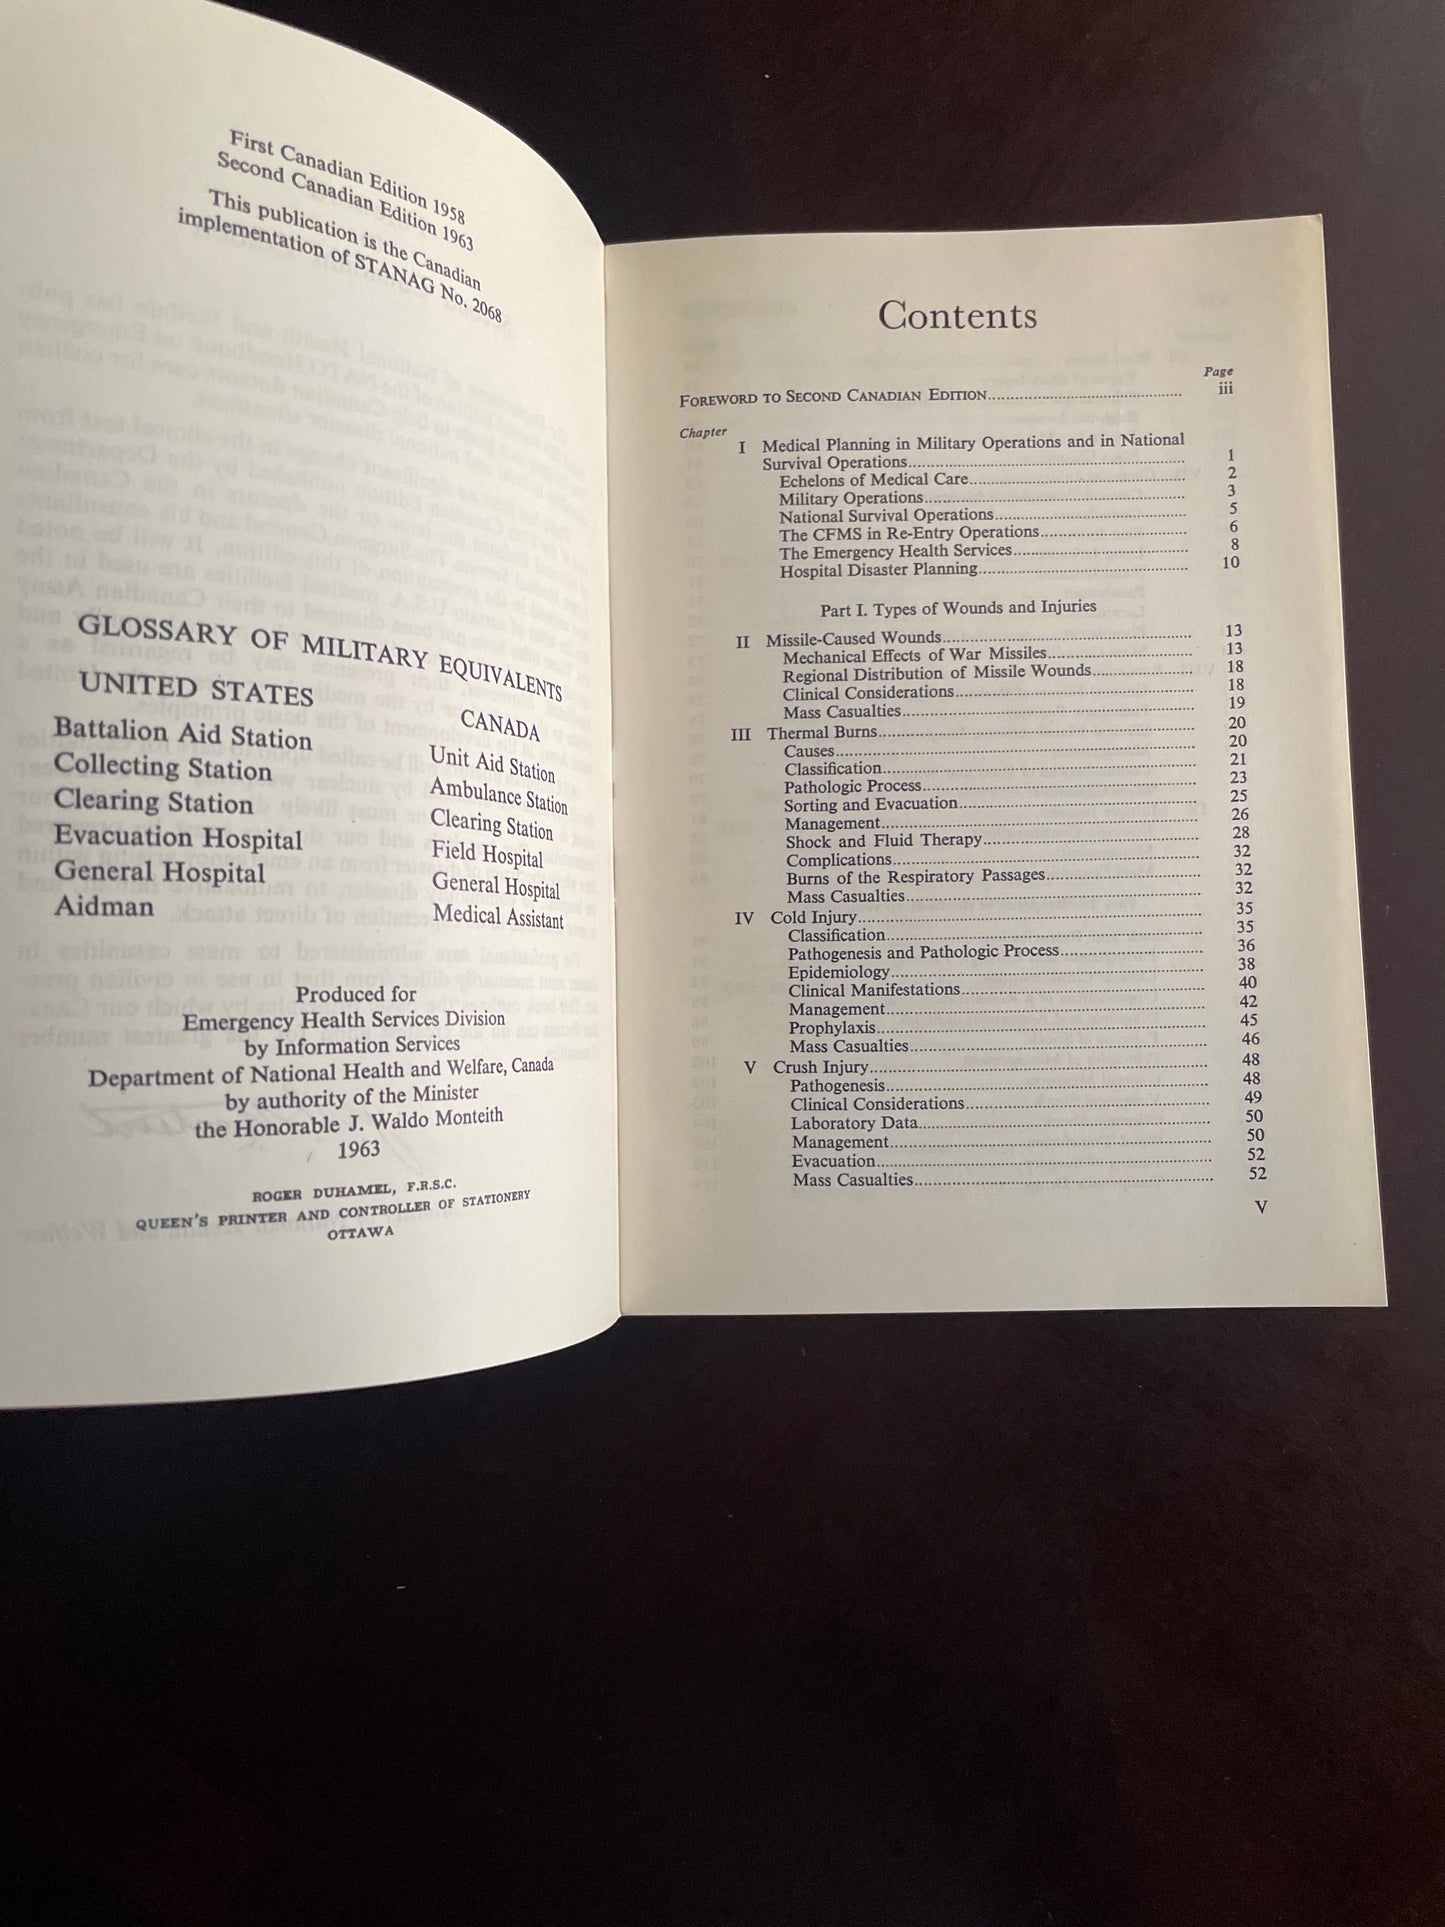 First Canadian Edition 1958
Second Canadian Edition 1963
This publication is the Canadian
implementation of STANAG No. 2068
GLOSSARY OF MILITARY EQUIVALENTS
UNITED STATES CANADA
Battalion Aid Station Unit Aid Station
Collecting Station Ambulance Station
Clearing Station Clearing Station
Evacuation Hospital Field Hospital
General Hospital General Hospital
Aidman Medical Assistant
Produced for
Emergency Health Services Division
by Information Services
Department of National Health and Welfare, Canada
by authority of the Minister
the Honorable J. Waldo Monteith
1963
ROGER DUHAMEL, F.R.S.C.
QUEEN'S PRINTER AND CONTROLLER OF STATIONERY
OTTAWA
Contents
Page
FOREWORD TO SECOND CANADIAN EDITION iii
Chapter
I Medical Planning in Military Operations and in National
Survival Operations 1
Echelons of Medical Care 2
Military Operations 3
National Survival Operations 5
The CFMS in Re-Entry Operations 6
The Emergency Health Services 8
Hospital Disaster Planning 10
Part I. Types of Wounds and Injuries
II Missile-Caused Wounds 13
Mechanical Effects of War Missiles 13
Regional Distribution of Missile Wounds 18
Clinical Considerations 18
Mass Casualties 19
III Thermal Burns 20
Causes 20
Classification 21
Pathologic Process 23
Sorting and Evacuation 25
Management 26
Shock and Fluid Therapy 28
Complications 32
Burns of the Respiratory Passages 32
Mass Casualties 32
IV Cold Injury 35
Classification 35
Pathogenesis and Pathologic Process 36
Epidemiology 38
Clinical Manifestations 40
Management 42
Prophylaxis 45
Mass Casualties 46
V Crush Injury 48
Pathogenesis 48
Clinical Considerations 49
Laboratory Data 50
Management 50
Evacuation 52
Mass Casualties 52
V